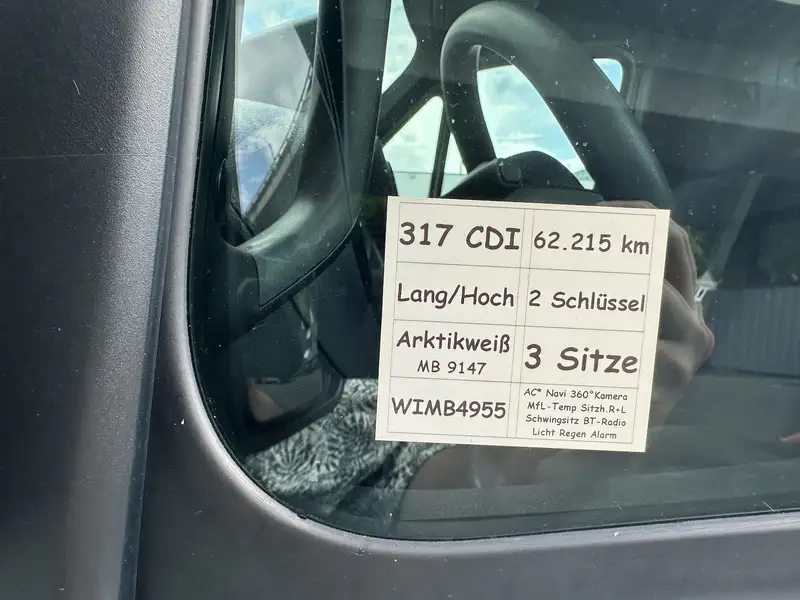 317 CDI
62.215 km
Lang/Hoch
2 Schlüssel
Arktikweiß
MB 9147
3 Sitze
WIMB4955
AC* Navi 360°Kamera
MfL-Temp Sitzh.R+L
Schwingsitz BT-Radio
Licht Regen Alarm